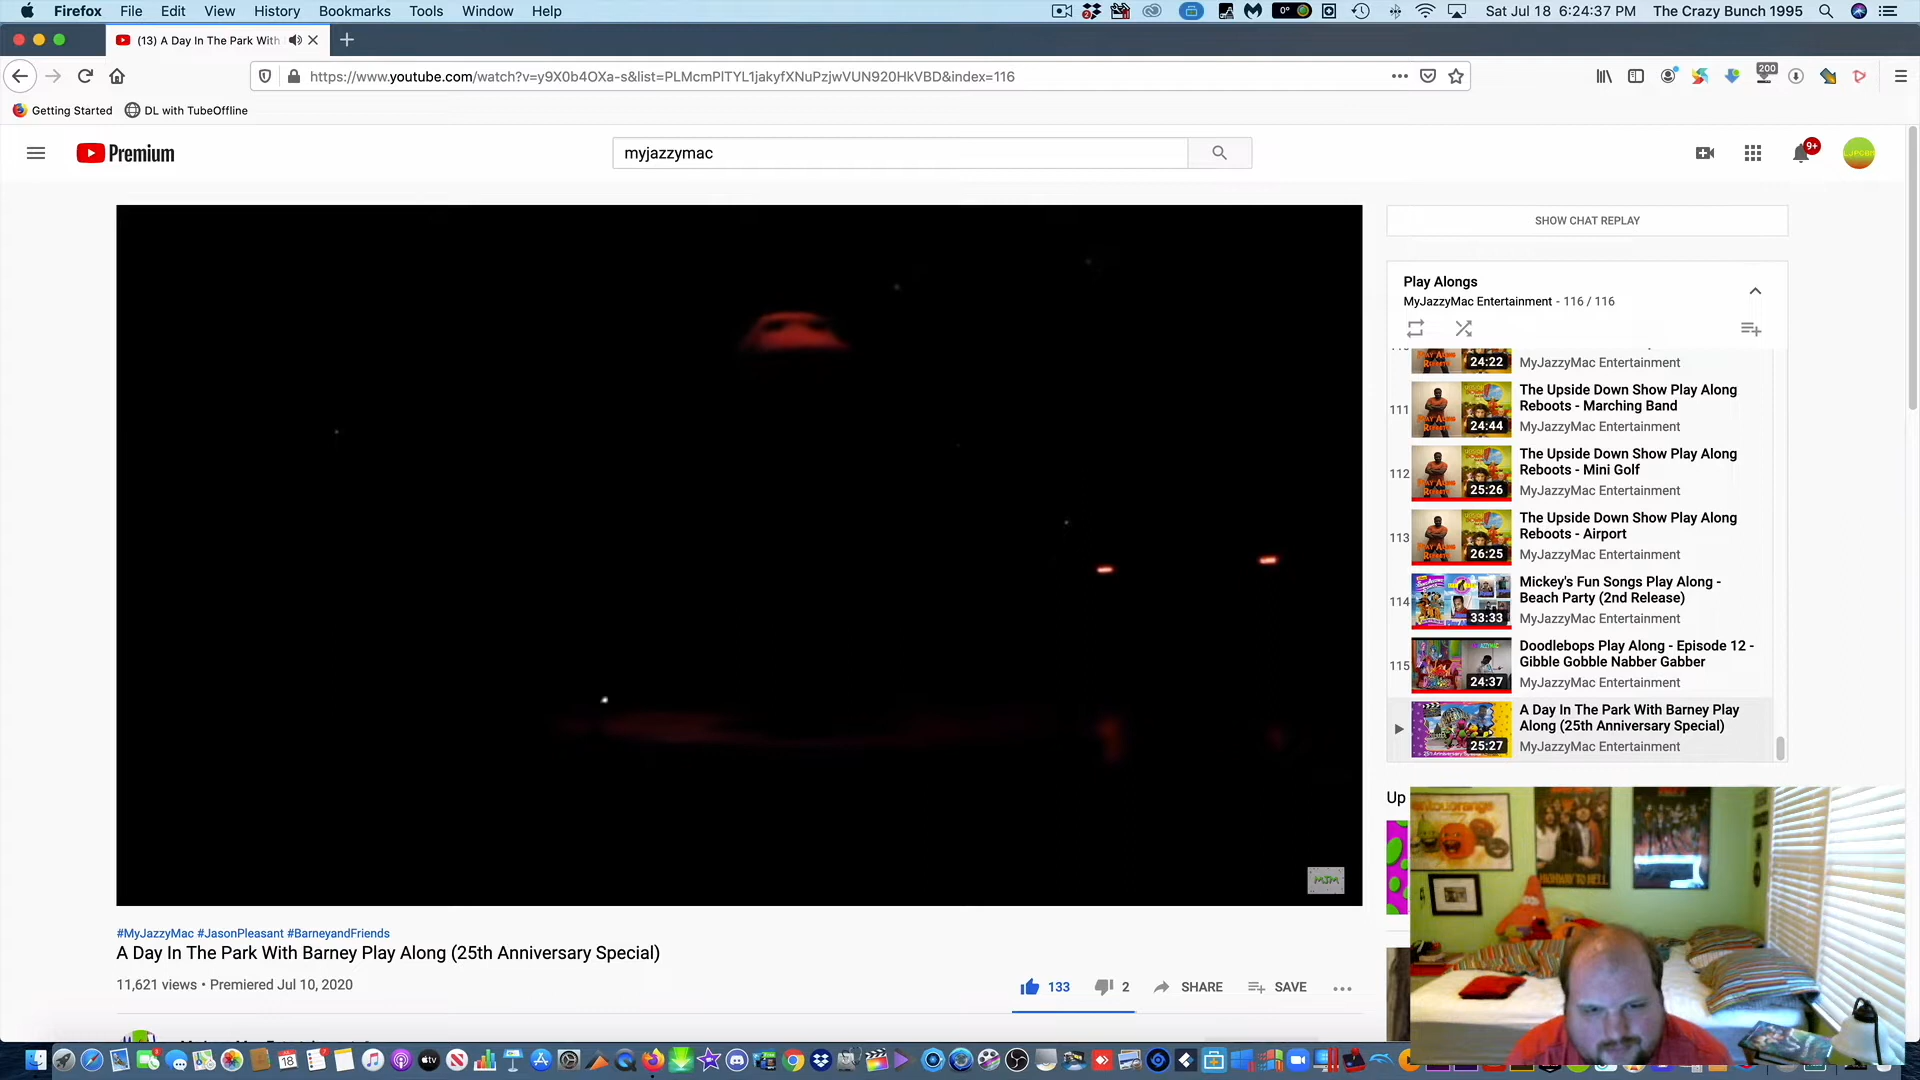 Firefox File Edit View History Bookmarks Tools Window Help 0° Sat Jul 18 6:24:37 PM The Crazy Bunch 1995
(13) A Day In The Park With
https://www.youtube.com/watch?v=y9X0b4OXa-s&list=PLMcmPlTYL1jakyfXNuPzjwVUN920HkVBD&index=116
200
Getting Started DL with TubeOffline
Premium myjazzymac 9+
SHOW CHAT REPLAY
Play Alongs
MyJazzyMac Entertainment - 116 / 116
24:22 MyJazzyMac Entertainment
111 The Upside Down Show Play Along
Reboots - Marching Band
24:44 MyJazzyMac Entertainment
112 The Upside Down Show Play Along
Reboots - Mini Golf
25:26 MyJazzyMac Entertainment
113 The Upside Down Show Play Along
Reboots - Airport
26:25 MyJazzyMac Entertainment
114 Mickey's Fun Songs Play Along -
Beach Party (2nd Release)
33:33 MyJazzyMac Entertainment
115 Doodlebops Play Along - Episode 12 -
Gibble Gobble Nabber Gabber
24:37 MyJazzyMac Entertainment
A Day In The Park With Barney Play
Along (25th Anniversary Special)
25:27 MyJazzyMac Entertainment
Up
MJM
#MyJazzyMac #JasonPleasant #BarneyandFriends
A Day In The Park With Barney Play Along (25th Anniversary Special)
11,621 views • Premiered Jul 10, 2020
133 2 SHARE SAVE